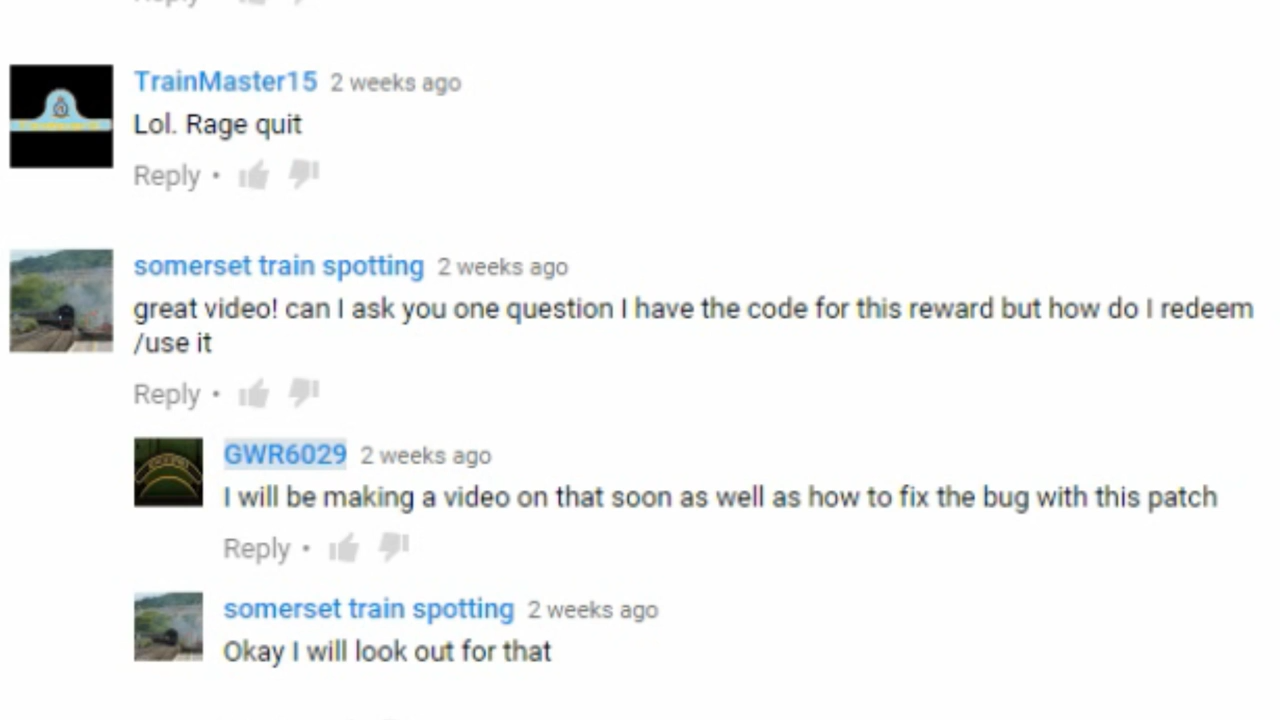 TrainMaster15 2 weeks ago
Lol. Rage quit
Reply •
somerset train spotting 2 weeks ago
great video! can I ask you one question I have the code for this reward but how do I redeem
/use it
Reply •
GWR6029 2 weeks ago
I will be making a video on that soon as well as how to fix the bug with this patch
Reply •
somerset train spotting 2 weeks ago
Okay I will look out for that